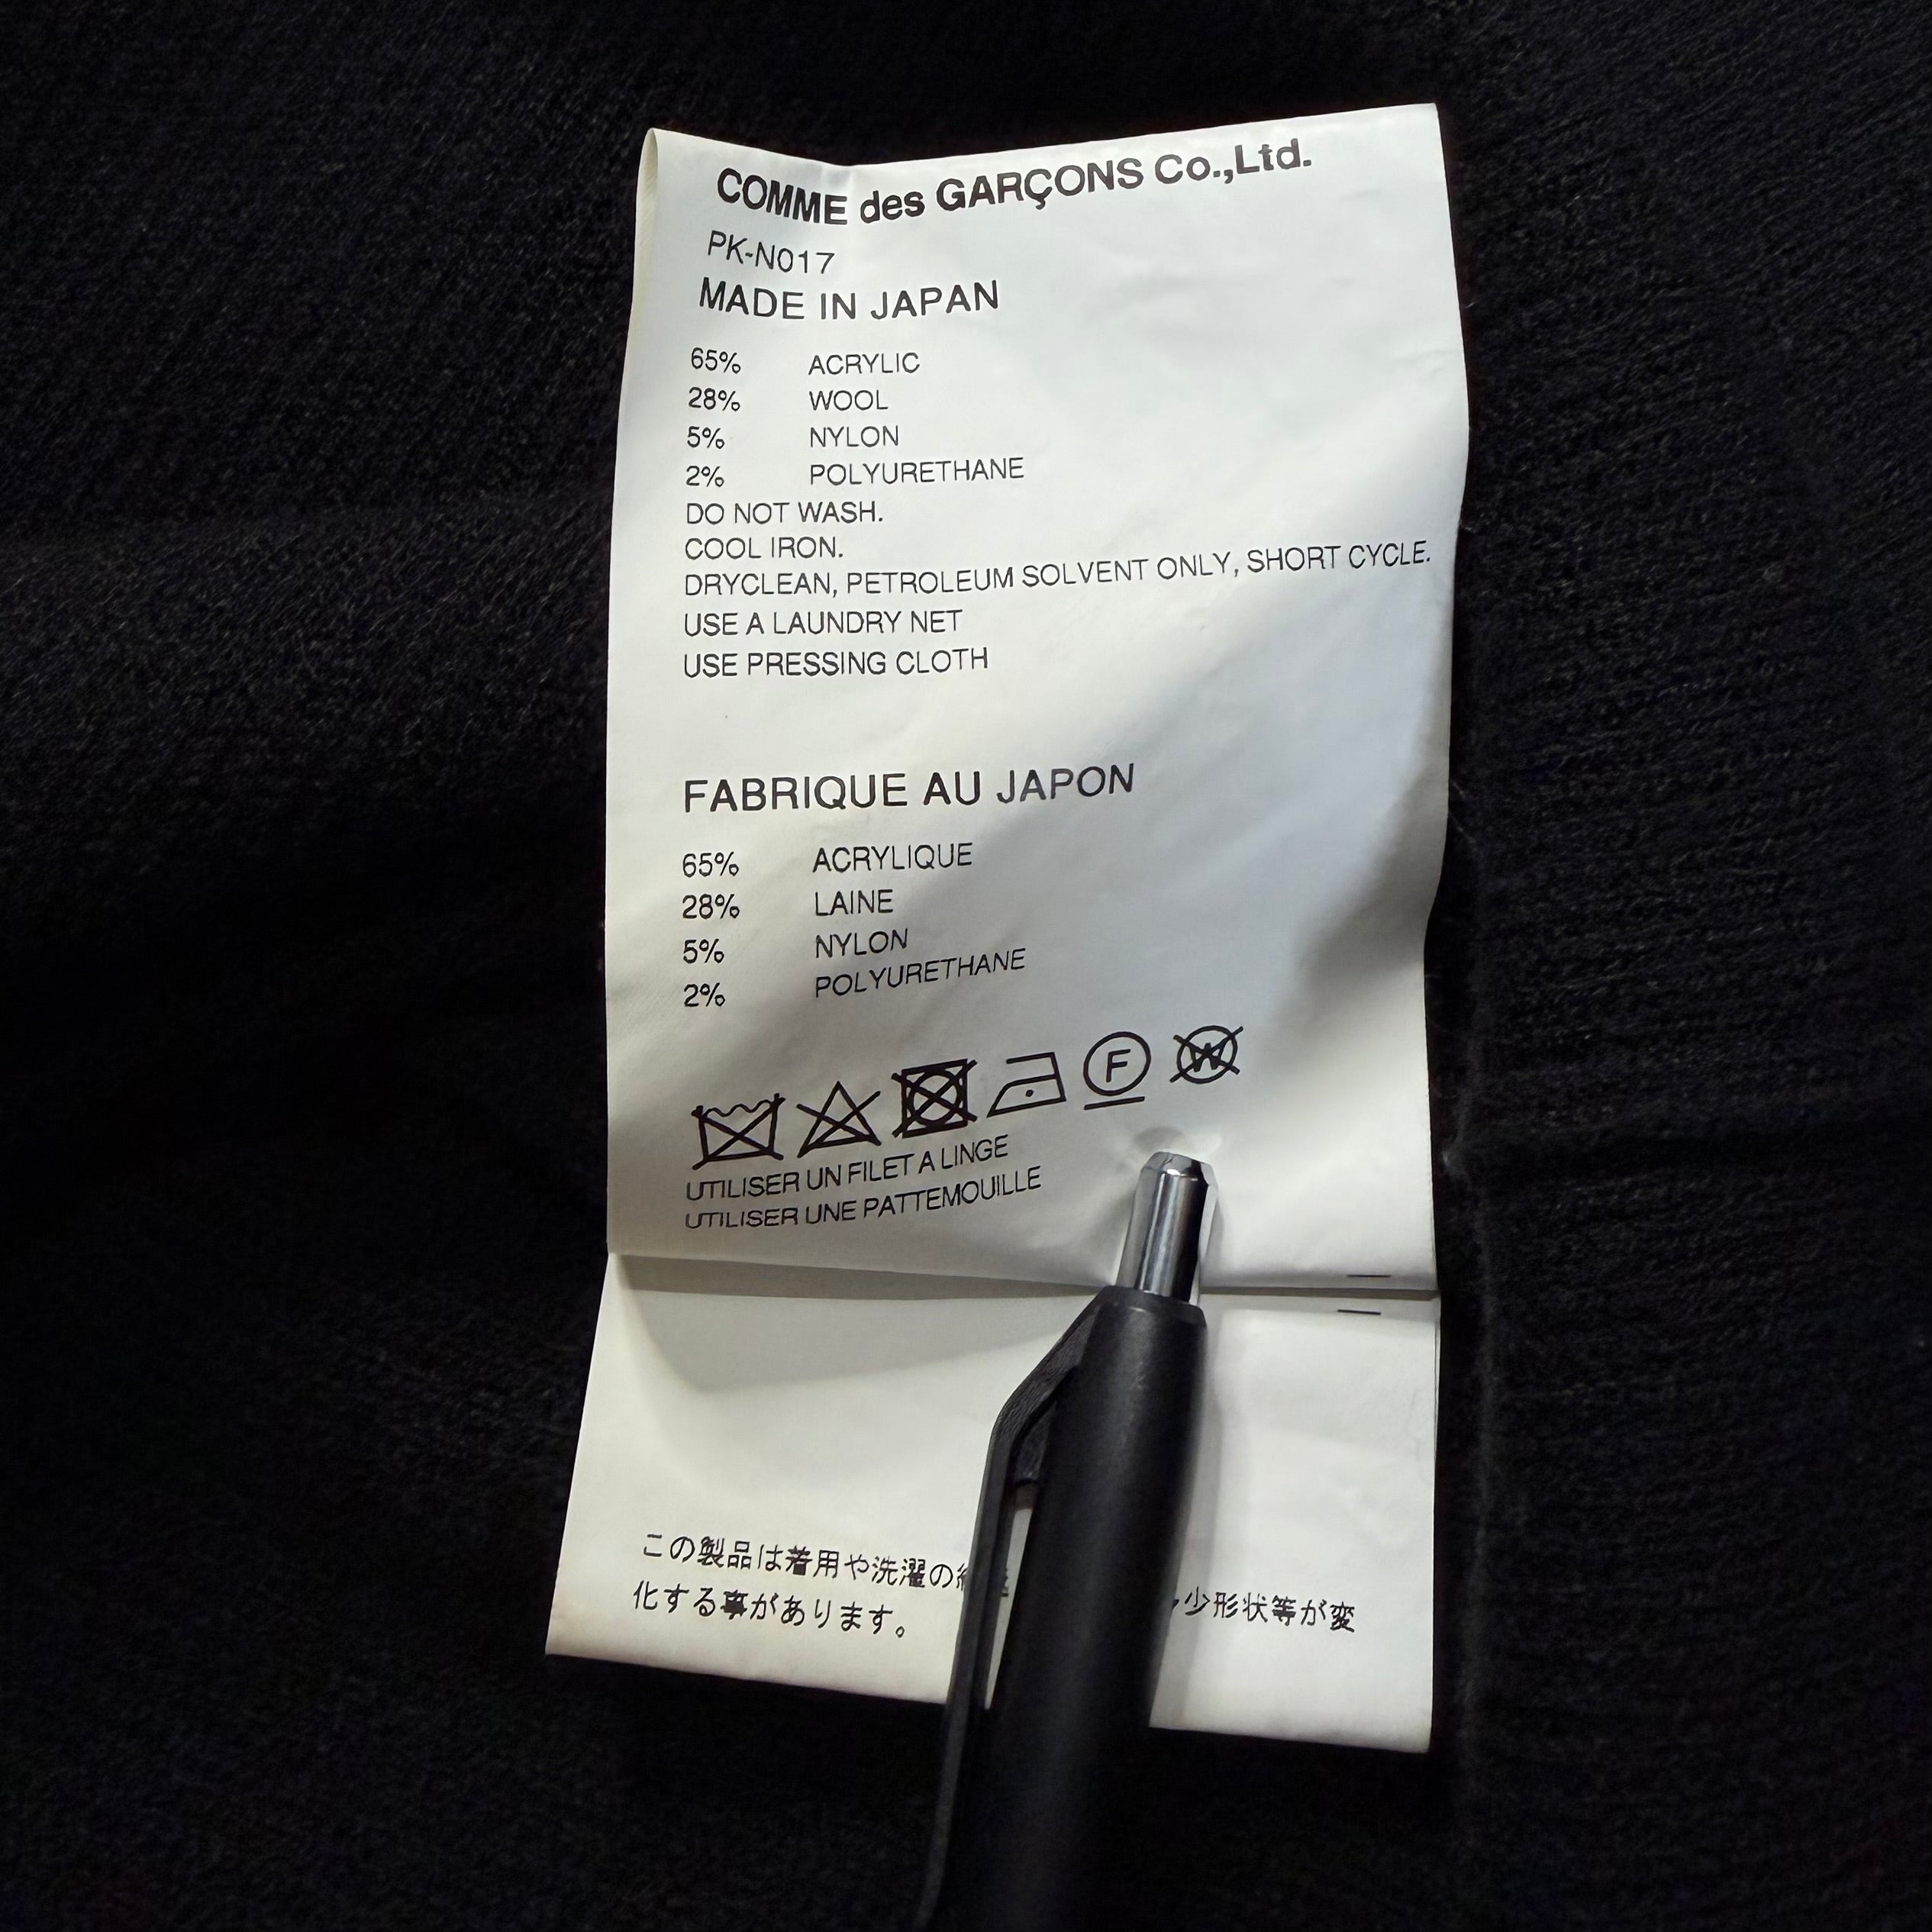 COMME des GARÇONS Co.,Ltd.
PK-N017
MADE IN JAPAN
65% ACRYLIC
28% WOOL
5% NYLON
2% POLYURETHANE
DO NOT WASH.
COOL IRON.
DRYCLEAN, PETROLEUM SOLVENT ONLY, SHORT CYCLE.
USE A LAUNDRY NET
USE PRESSING CLOTH
FABRIQUE AU JAPON
65% ACRYLIQUE
28% LAINE
5% NYLON
2% POLYURETHANE
F W
UTILISER UN FILET A LINGE
UTILISER UNE PATTEMOUILLE
この製品は着用や洗濯の 少形状等が変
化する事があります。